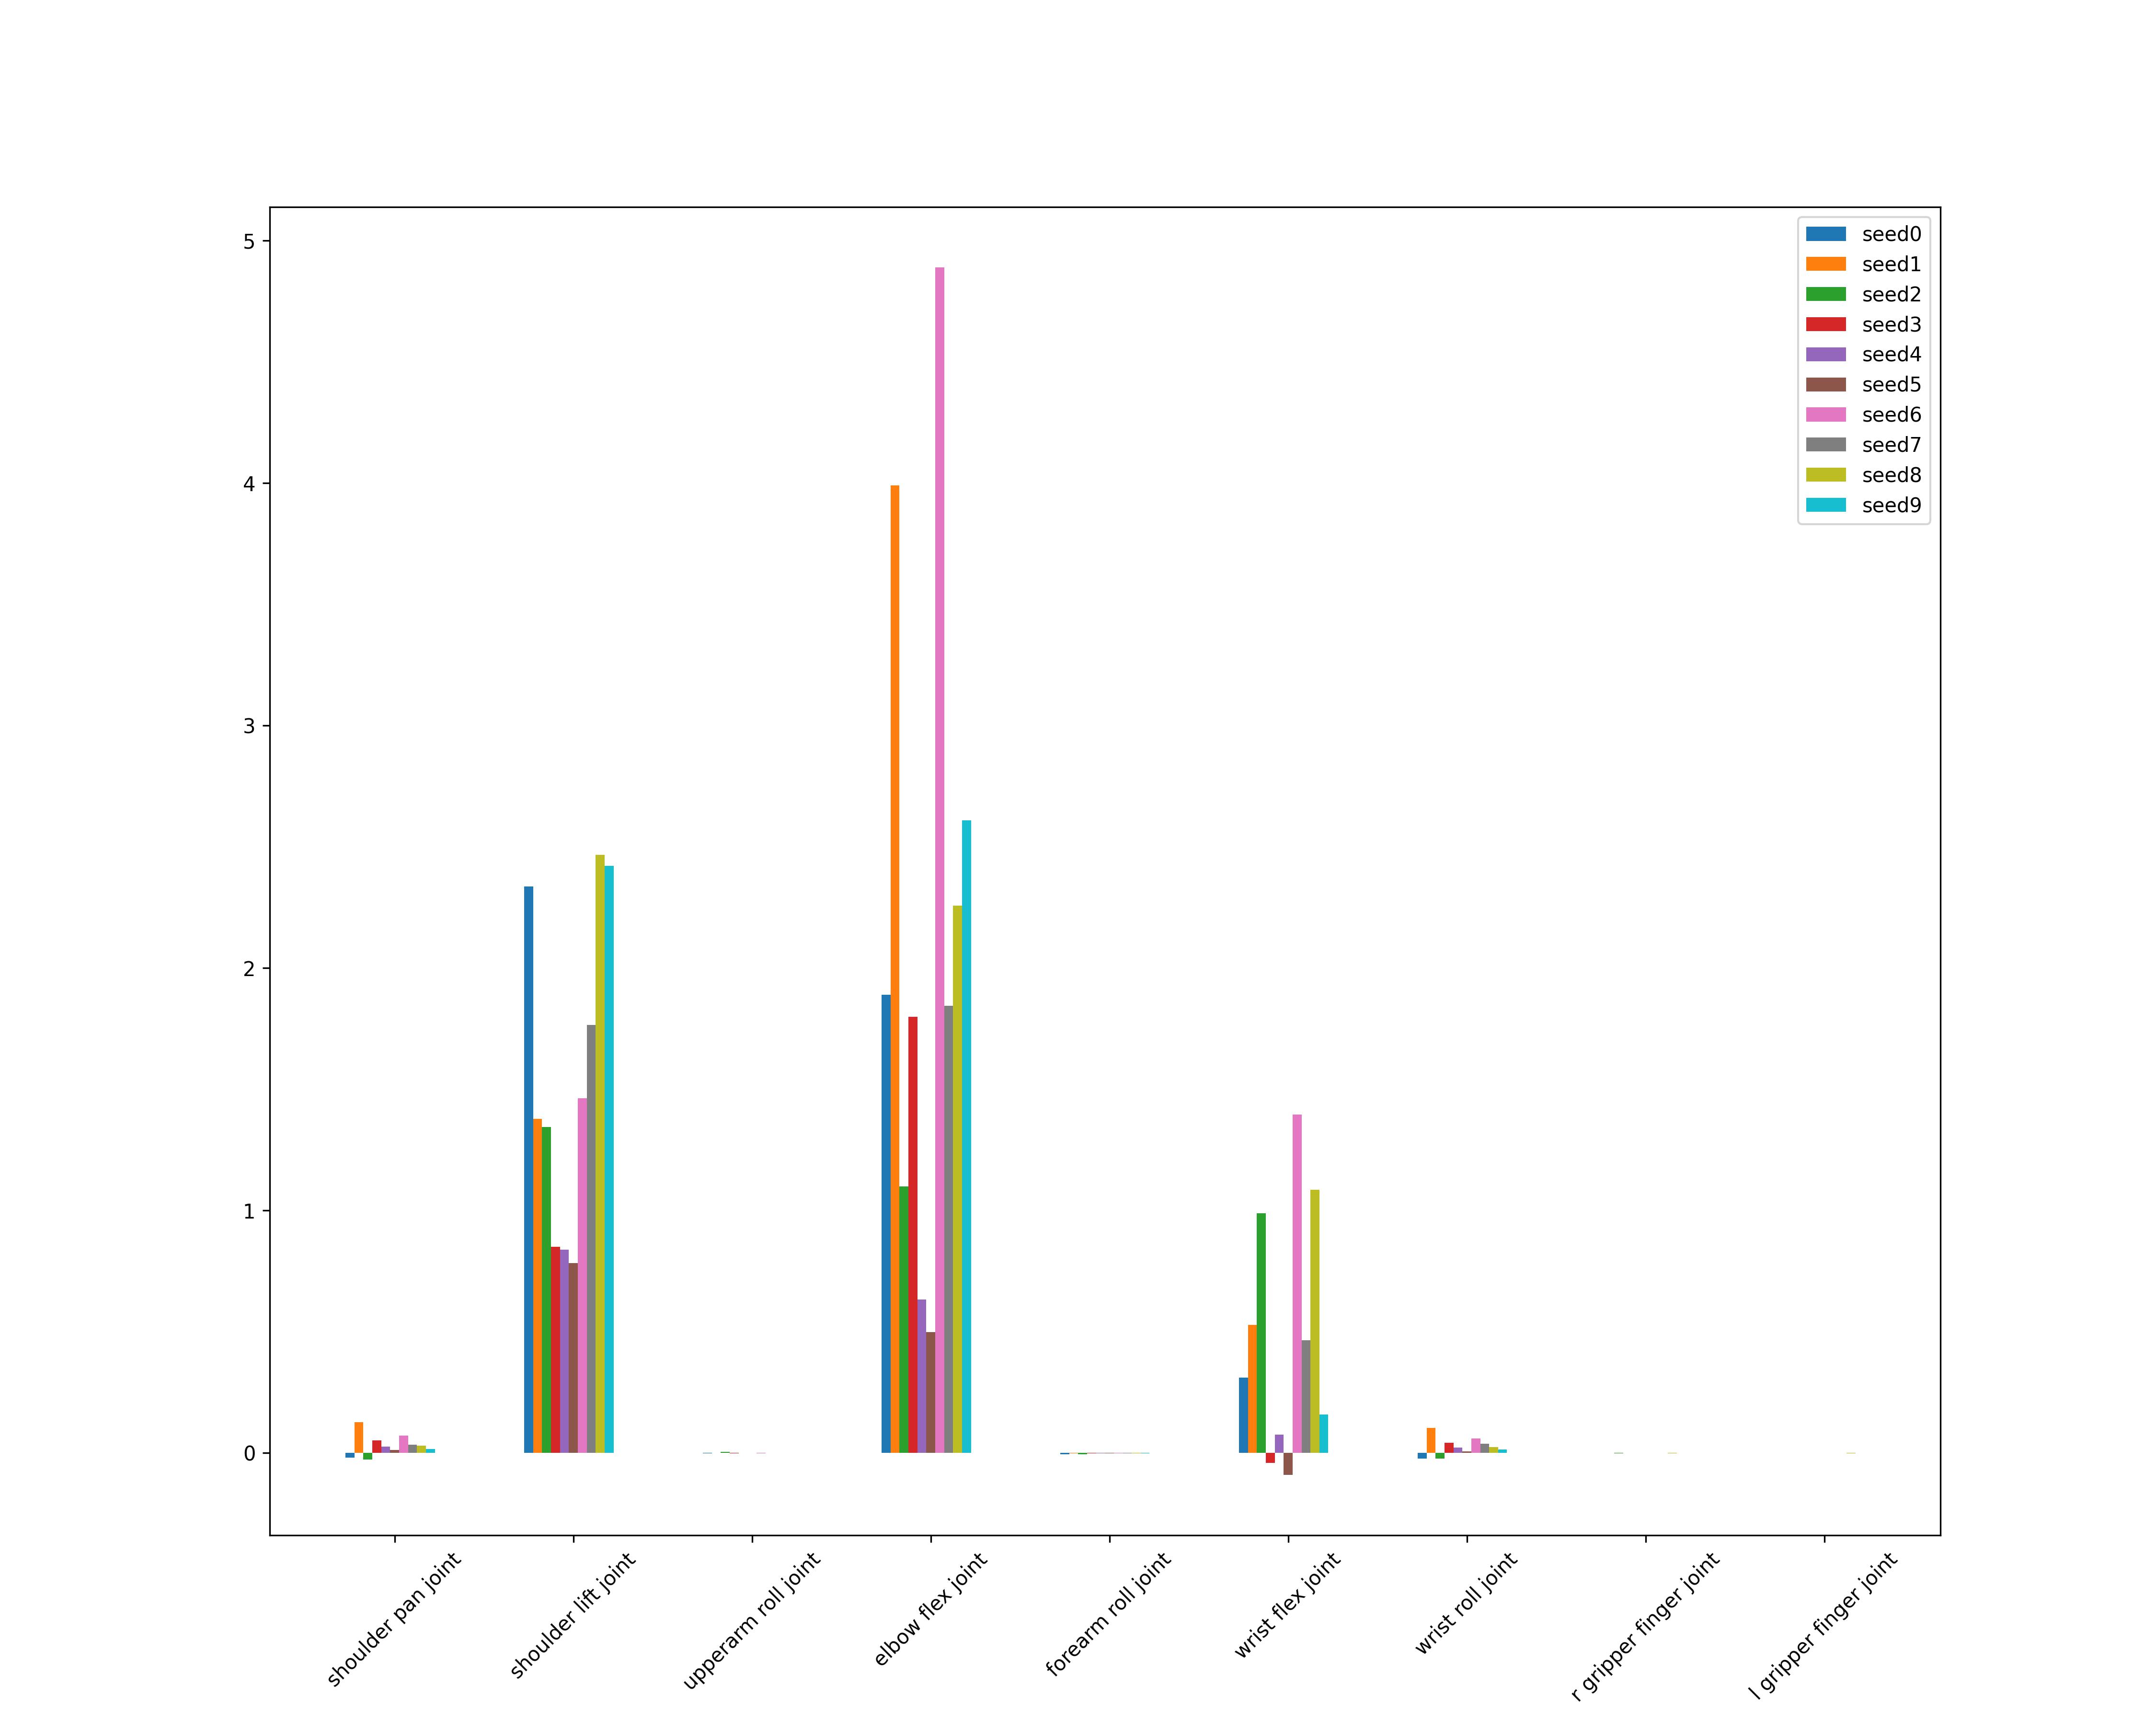 5
4
3
2
1
0
seed0
seed1
seed2
seed3
seed4
seed5
seed6
seed7
seed8
seed9
shoulder pan joint
shoulder lift joint
upperarm roll joint
elbow flex joint
forearm roll joint
wrist flex joint
wrist roll joint
r gripper finger joint
l gripper finger joint